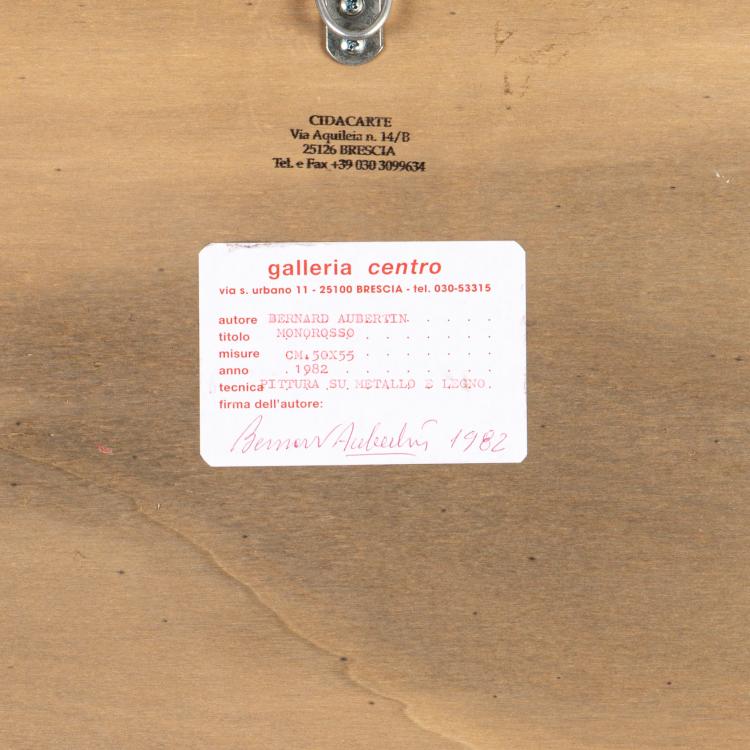 CIDACARTE
Via Aquileia n. 14/B
25126 BRESCIA
Tel. e Fax +39 030 3099634
galleria centro
via s. urbano 11 - 25100 BRESCIA - tel. 030-53315
autore BERNARD AUBERTIN
titolo MONOROSSO
misure CM.50X55
anno 1982
tecnica PITTURA SU METALLO E LEGNO.
firma dell'autore:
Bernard Aubertin 1982